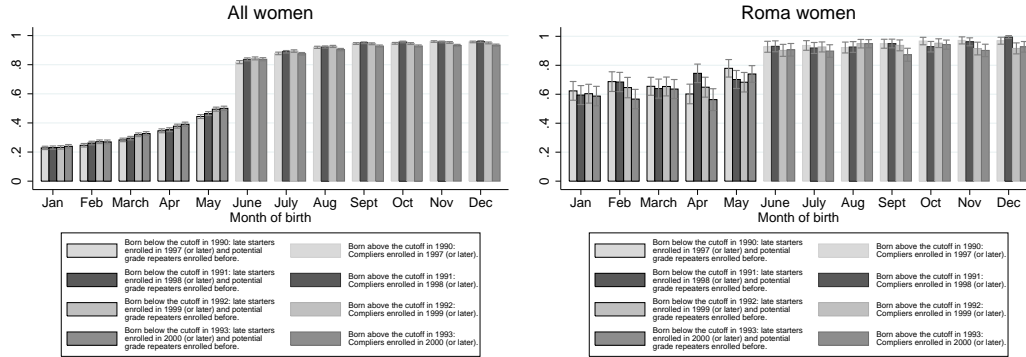 All women
1
.8
.6
.4
.2
0
Jan Feb March Apr May June July Aug Sept Oct Nov Dec
Month of birth
Born below the cutoff in 1990: late starters
enrolled in 1997 (or later) and potential
grade repeaters enrolled before.
Born above the cutoff in 1990:
Compliers enrolled in 1997 (or later).
Born below the cutoff in 1991: late starters
enrolled in 1998 (or later) and potential
grade repeaters enrolled before.
Born above the cutoff in 1991:
Compliers enrolled in 1998 (or later).
Born below the cutoff in 1992: late starters
enrolled in 1999 (or later) and potential
grade repeaters enrolled before.
Born above the cutoff in 1992:
Compliers enrolled in 1999 (or later).
Born below the cutoff in 1993: late starters
enrolled in 2000 (or later) and potential
grade repeaters enrolled before.
Born above the cutoff in 1993:
Compliers enrolled in 2000 (or later).
Roma women
1
.8
.6
.4
.2
0
Jan Feb March Apr May June July Aug Sept Oct Nov Dec
Month of birth
Born below the cutoff in 1990: late starters
enrolled in 1997 (or later) and potential
grade repeaters enrolled before.
Born above the cutoff in 1990:
Compliers enrolled in 1997 (or later).
Born below the cutoff in 1991: late starters
enrolled in 1998 (or later) and potential
grade repeaters enrolled before.
Born above the cutoff in 1991:
Compliers enrolled in 1998 (or later).
Born below the cutoff in 1992: late starters
enrolled in 1999 (or later) and potential
grade repeaters enrolled before.
Born above the cutoff in 1992:
Compliers enrolled in 1999 (or later).
Born below the cutoff in 1993: late starters
enrolled in 2000 (or later) and potential
grade repeaters enrolled before.
Born above the cutoff in 1993:
Compliers enrolled in 2000 (or later).